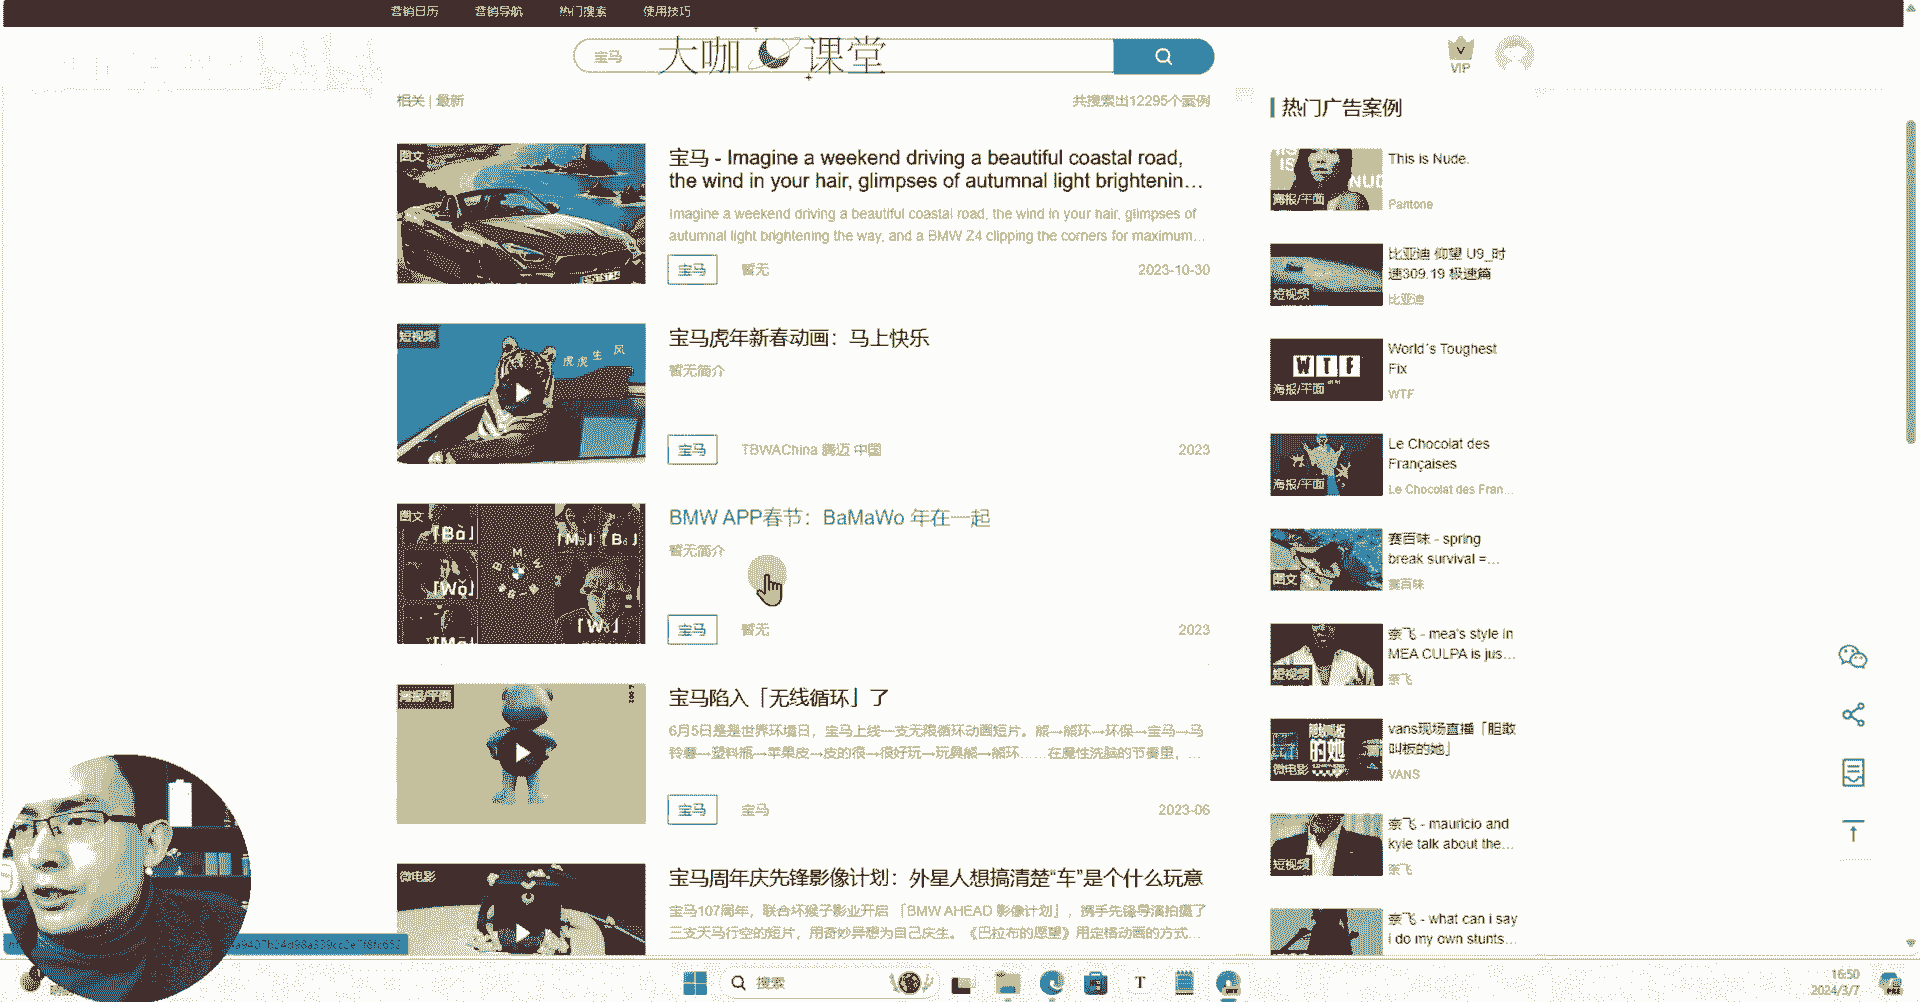 营销日历 营销导航 热门搜索 使用技巧
宝马
大咖课堂
VIP
相关 | 最新
共搜索出12295个案例
图文
宝马 - Imagine a weekend driving a beautiful coastal road,
the wind in your hair, glimpses of autumnal light brightenin...
Imagine a weekend driving a beautiful coastal road, the wind in your hair, glimpses of
autumnal light brightening the way, and a BMW Z4 clipping the corners for maximum...
宝马 暂无 2023-10-30
短视频
虎虎生风
宝马虎年新春动画：马上快乐
暂无简介
宝马 TBWAChina 腾迈 中国 2023
图文
「Bǎo」
「Wǒ」
BMW APP春节：BaMaWo 年在一起
暂无简介
宝马 暂无 2023
海报/平面
宝马陷入「无线循环」了
6月5日是是世界环境日，宝马上线一支无限循环动画短片。熊→熊环→环保→宝马→马
铃薯→塑料瓶→苹果皮→皮的很→很好玩→玩具熊→熊环......在魔性洗脑的节奏里，...
宝马 宝马 2023-06
微电影
宝马周年庆先锋影像计划：外星人想搞清楚“车”是个什么玩意
宝马107周年，联合坏猴子影业开启「BMW AHEAD 影像计划」，携手先锋导演拍摄了
三支天马行空的短片，用奇妙异想为自己庆生。《巴拉布的愿望》用定格动画的方式...
热门广告案例
海报/平面
This is Nude.
Pantone
短视频
比亚迪 仰望 U9_时
速309.19 极速篇
比亚迪
WTF
海报/平面
World´s Toughest
Fix
WTF
海报/平面
Le Chocolat des
Françaises
Le Chocolat des Fran...
图文
赛百味 - spring
break survival =...
赛百味
短视频
奈飞 - mea's style in
MEA CULPA is jus...
奈飞
微电影
vans现场直播「胆敢
叫板的她」
VANS
短视频
奈飞 - mauricio and
kyle talk about the...
奈飞
奈飞 - what can i say
i do my own stunts...
搜索
16:50
2024/3/7